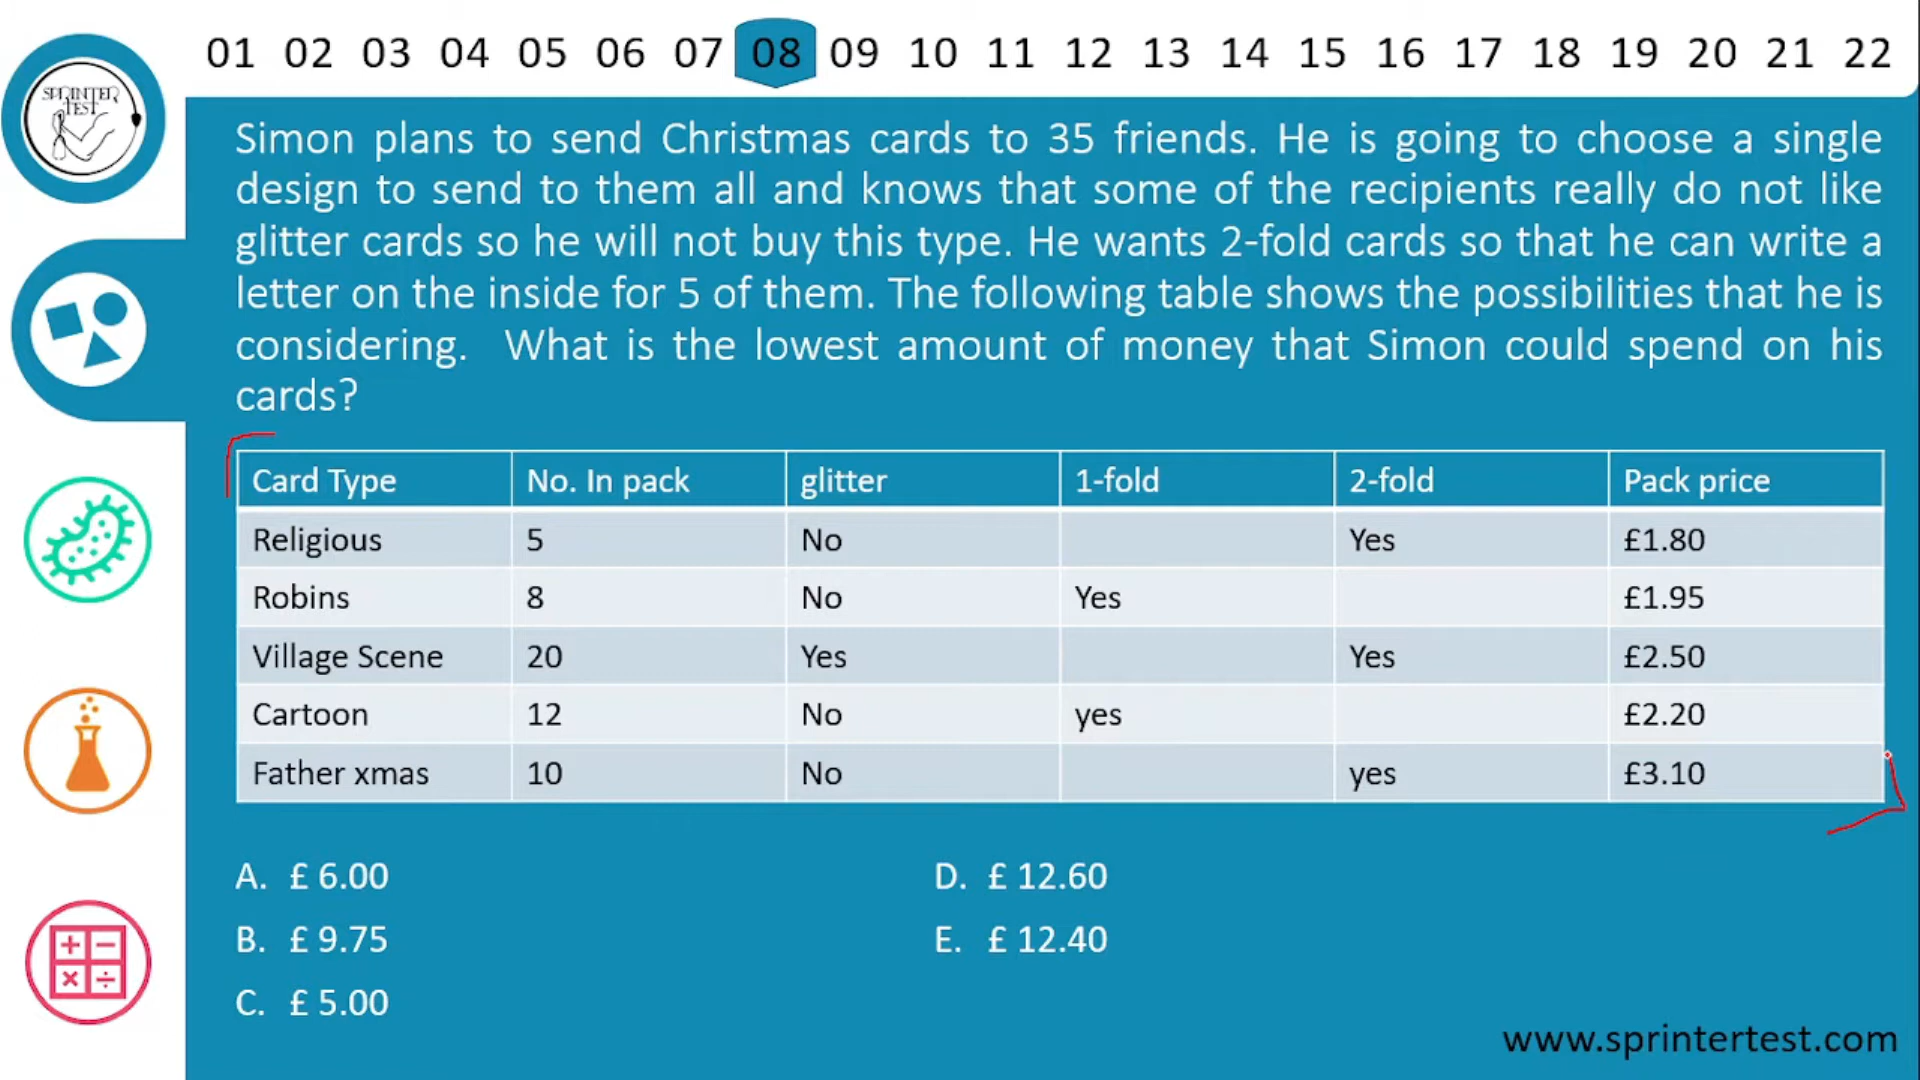 01 02 03 04 05 06 07 08 09 10 11 12 13 14 15 16 17 18 19 20 21 22
SPRINTER
TEST
Simon plans to send Christmas cards to 35 friends. He is going to choose a single
design to send to them all and knows that some of the recipients really do not like
glitter cards so he will not buy this type. He wants 2-fold cards so that he can write a
letter on the inside for 5 of them. The following table shows the possibilities that he is
considering. What is the lowest amount of money that Simon could spend on his
cards?
Card Type No. In pack glitter 1-fold 2-fold Pack price
Religious 5 No Yes £1.80
Robins 8 No Yes £1.95
Village Scene 20 Yes Yes £2.50
Cartoon 12 No yes £2.20
Father xmas 10 No yes £3.10
A. £ 6.00
B. £ 9.75
C. £ 5.00
D. £ 12.60
E. £ 12.40
www.sprintertest.com